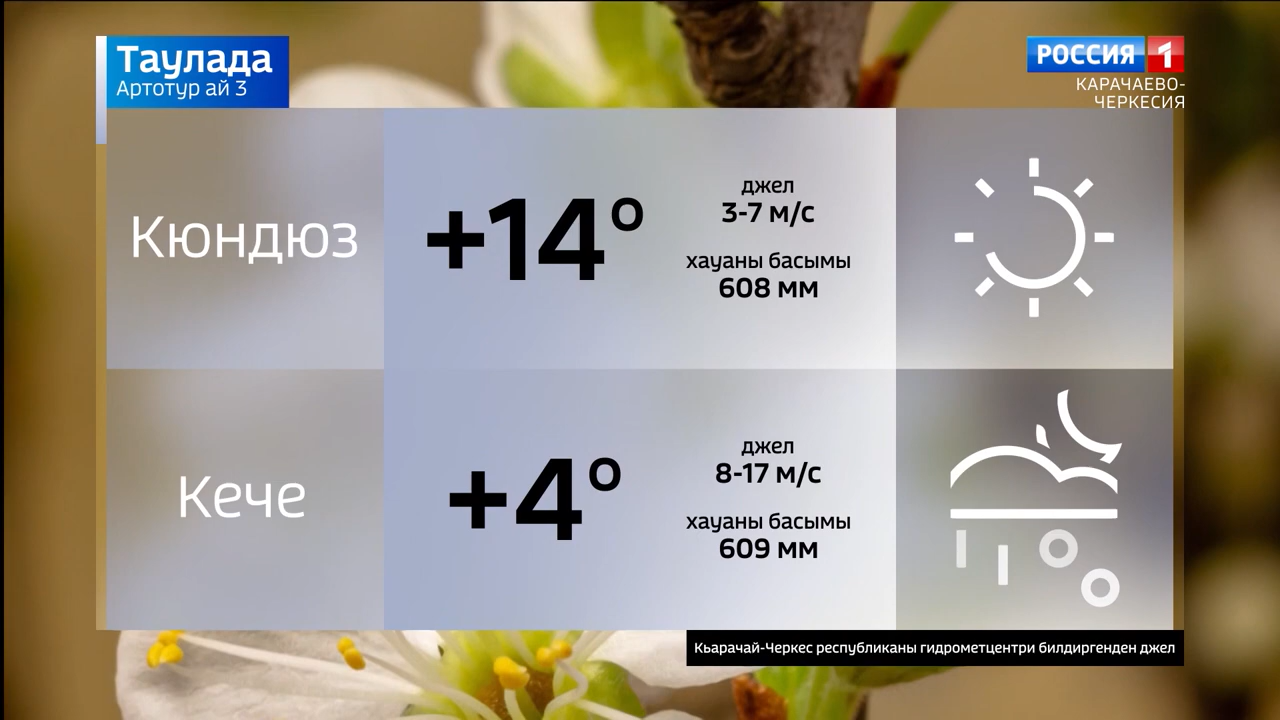 Таулада
Артотур ай 3
РОССИЯ 1
КАРАЧАЕВО-
ЧЕРКЕСИЯ
Кюндюз
+14°
джел
3-7 м/с
хауаны басымы
608 мм
Кече
+4°
джел
8-17 м/с
хауаны басымы
609 мм
Кьарачай-Черкес республиканы гидрометцентри билдиргенден джел